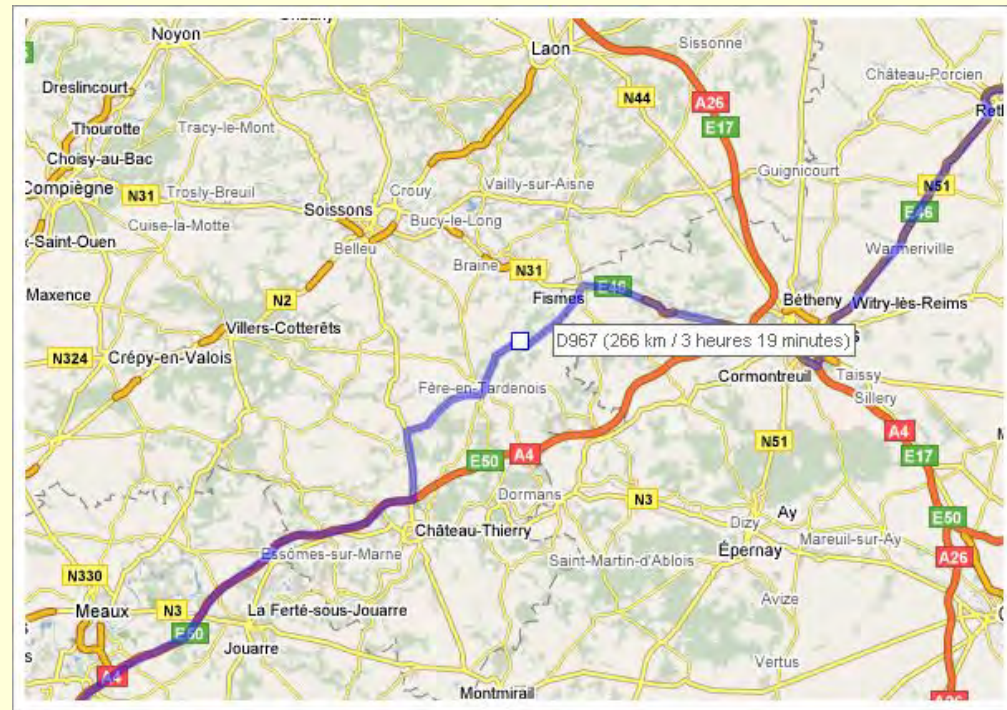 Noyon
Laon
Sissonne
Château-Porcien
Dreslincourt
N44
A26
E17
Thourotte
Tracy-le-Mont
Choisy-au-Bac
Guignicourt
Compiègne
N31
Trosly-Breuil
Crouy
Vailly-sur-Aisne
N51
E46
Soissons
Bucy-le-Long
Cuise-la-Motte
x-Saint-Ouen
Belleu
Warmeriville
Braine
N31
Maxence
N2
Fismes
E46
Bétheny
Witry-lès-Reims
Villers-Cotterêts
D967 (266 km / 3 heures 19 minutes)
N324
Crépy-en-Valois
Cormontreuil
Taissy
Fère-en-Tardenois
Sillery
A4
N51
E50
A4
E17
Dormans
N3
Ay
E50
Château-Thierry
Dizy
Épernay
Mareuil-sur-Ay
Essômes-sur-Marne
Saint-Martin-d'Ablois
A26
N330
Avize
Meaux
N3
La Ferté-sous-Jouarre
E50
Jouarre
Vertus
A4
Montmirail
A26